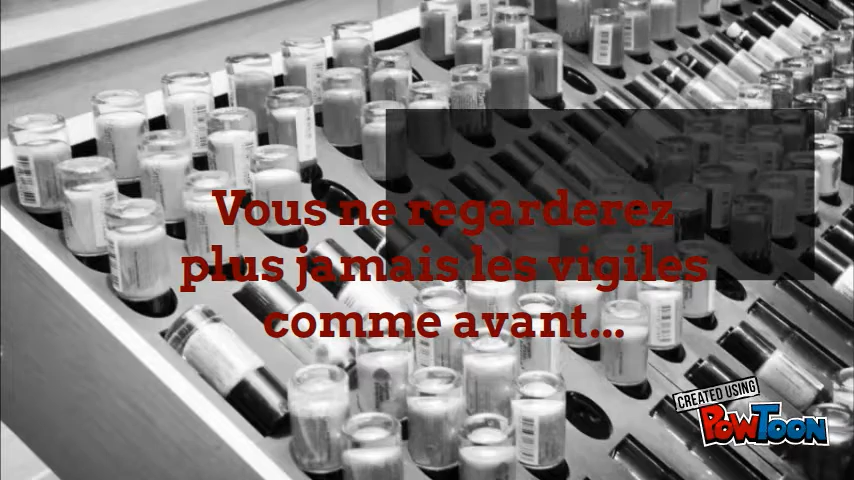 Vous ne regarderez
plus jamais les vigiles
comme avant...
CREATED USING
POWTOON